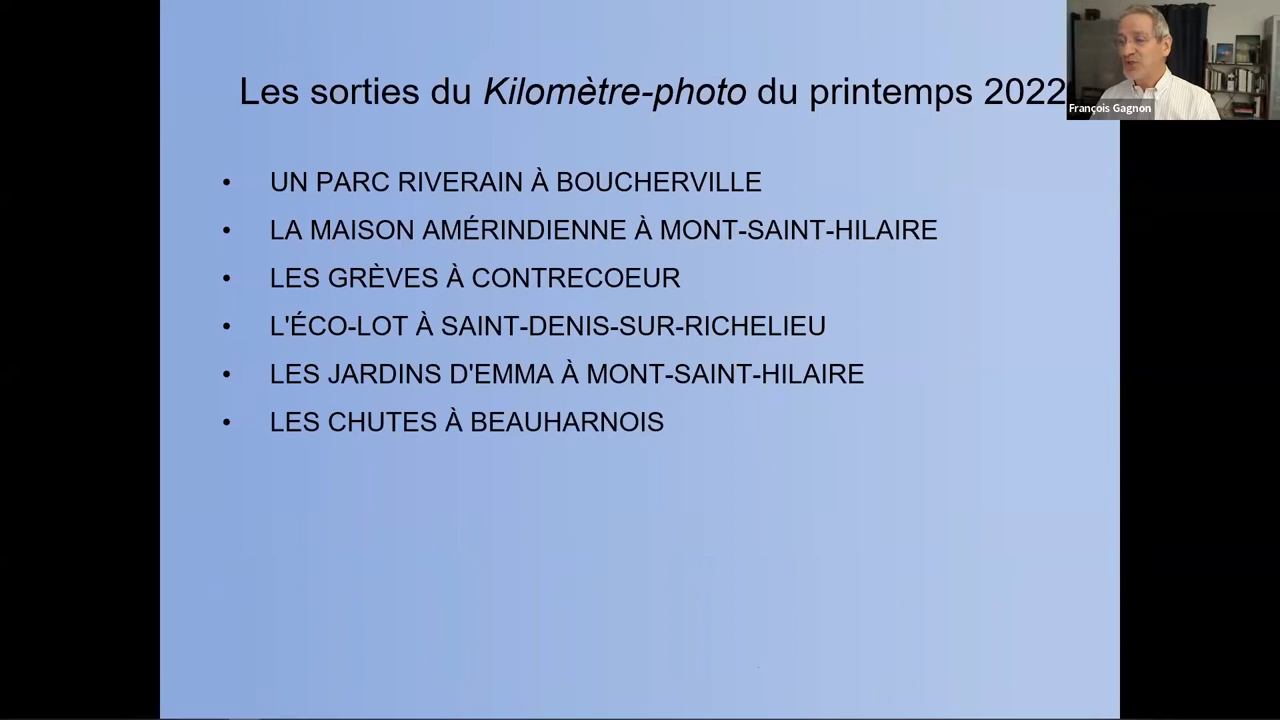 Les sorties du Kilomètre-photo du printemps 2022
François Gagnon
• UN PARC RIVERAIN À BOUCHERVILLE
• LA MAISON AMÉRINDIENNE À MONT-SAINT-HILAIRE
• LES GRÈVES À CONTRECOEUR
• L'ÉCO-LOT À SAINT-DENIS-SUR-RICHELIEU
• LES JARDINS D'EMMA À MONT-SAINT-HILAIRE
• LES CHUTES À BEAUHARNOIS